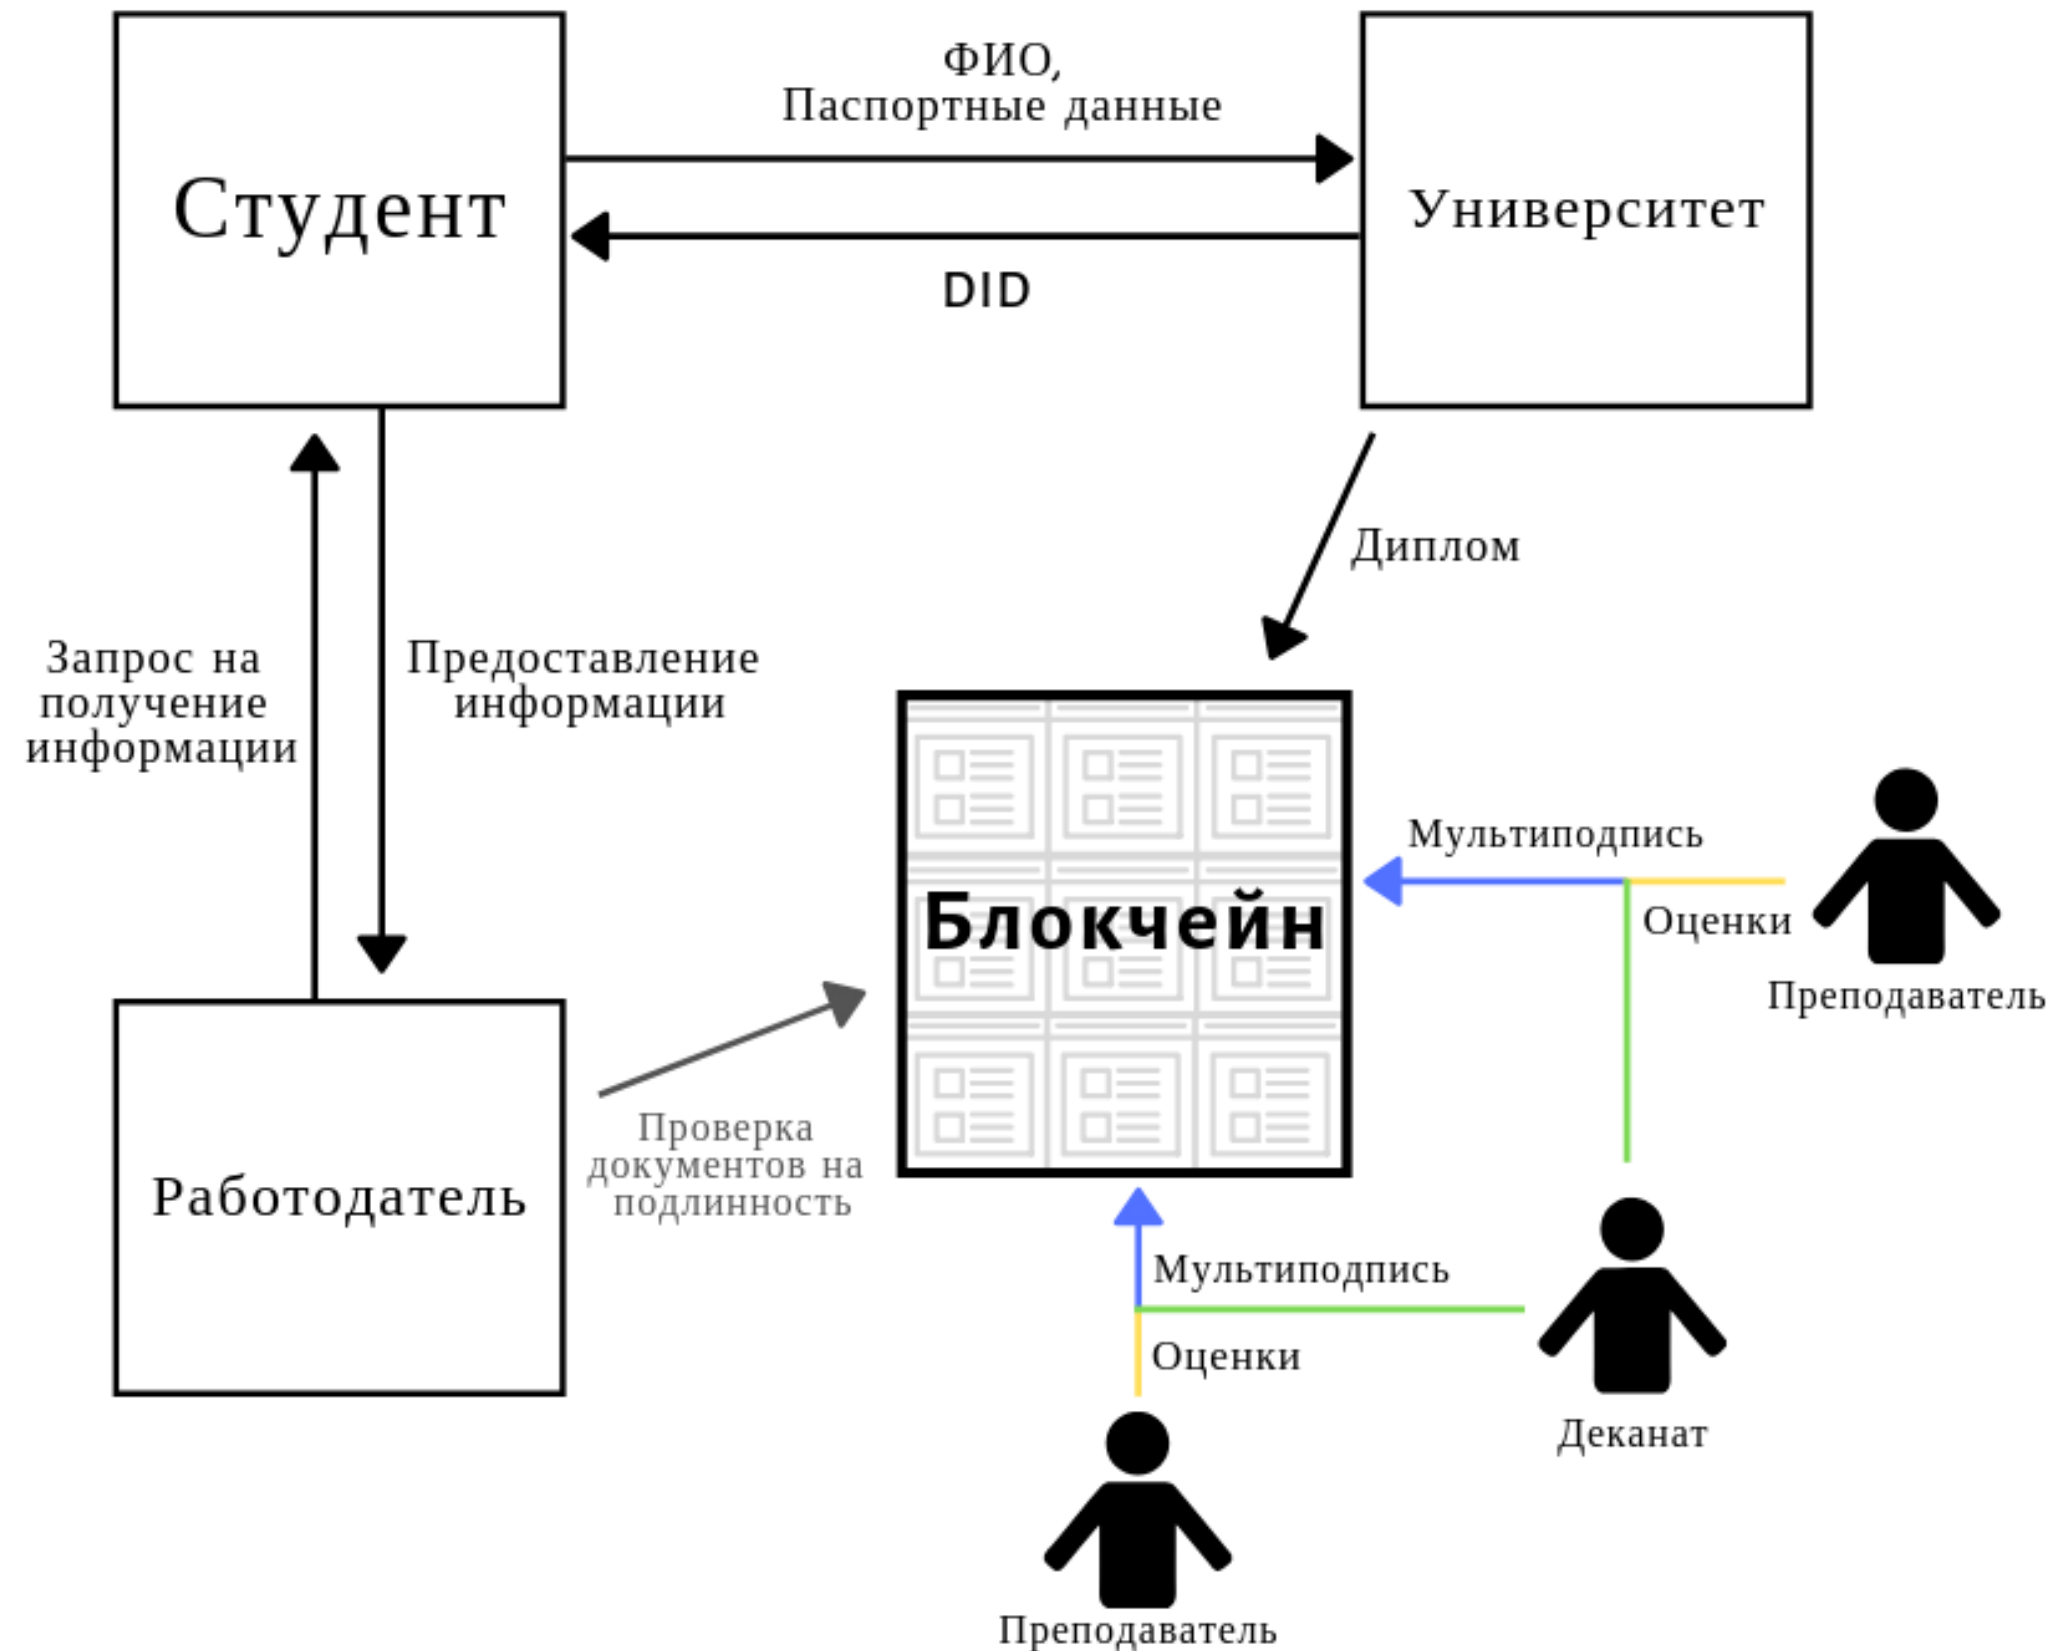 ФИО,
Паспортные данные
Студент
Университет
DID
Диплом
Запрос на
получение
информации
Предоставление
информации
Мультиподпись
Блокчейн
Оценки
Преподаватель
Проверка
документов на
подлинность
Работодатель
Мультиподпись
Оценки
Деканат
Преподаватель